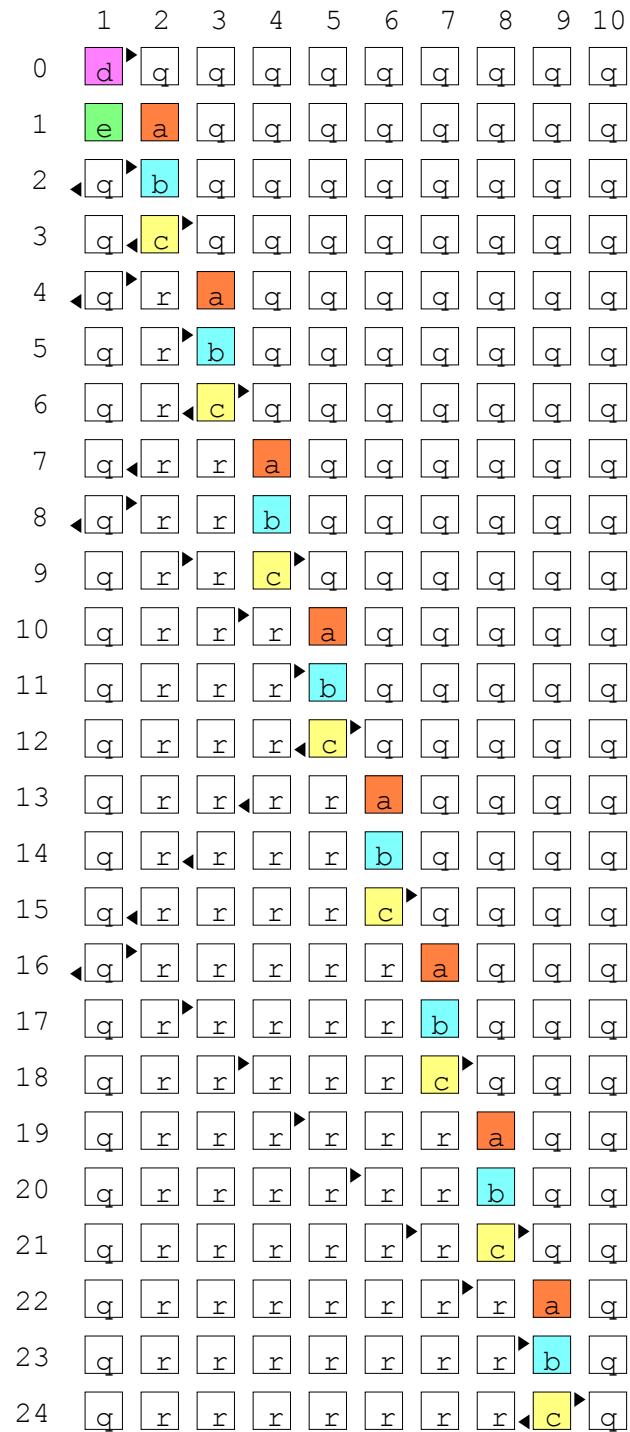 1 2 3 4 5 6 7 8 9 10
0 d q q q q q q q q q
1 e a q q q q q q q q
2 q b q q q q q q q q
3 q c q q q q q q q q
4 q r a q q q q q q q
5 q r b q q q q q q q
6 q r c q q q q q q q
7 q r r a q q q q q q
8 q r r b q q q q q q
9 q r r c q q q q q q
10 q r r r a q q q q q
11 q r r r b q q q q q
12 q r r r c q q q q q
13 q r r r r a q q q q
14 q r r r r b q q q q
15 q r r r r c q q q q
16 q r r r r r a q q q
17 q r r r r r b q q q
18 q r r r r r c q q q
19 q r r r r r r a q q
20 q r r r r r r b q q
21 q r r r r r r c q q
22 q r r r r r r r a q
23 q r r r r r r r b q
24 q r r r r r r r c q